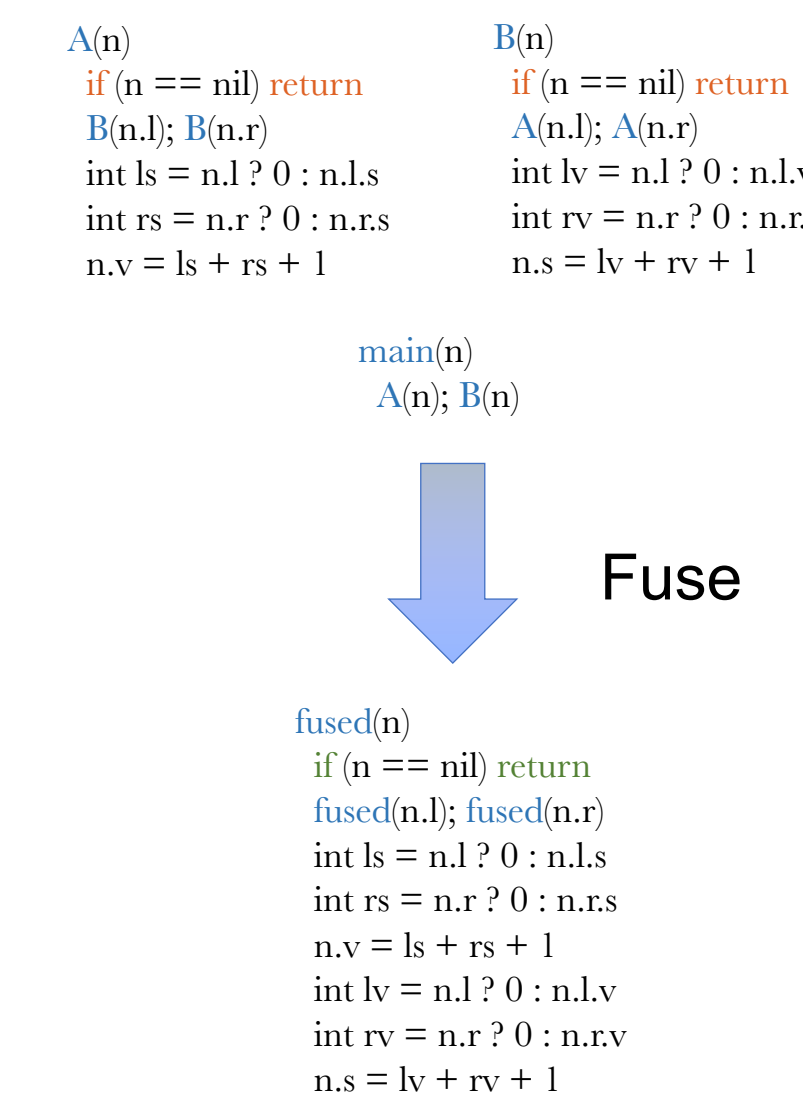 A(n)
if (n == nil) return
B(n.l); B(n.r)
int ls = n.l ? 0 : n.l.s
int rs = n.r ? 0 : n.r.s
n.v = ls + rs + 1
B(n)
if (n == nil) return
A(n.l); A(n.r)
int lv = n.l ? 0 : n.l.v
int rv = n.r ? 0 : n.r.
n.s = lv + rv + 1
main(n)
A(n); B(n)
Fuse
fused(n)
if (n == nil) return
fused(n.l); fused(n.r)
int ls = n.l ? 0 : n.l.s
int rs = n.r ? 0 : n.r.s
n.v = ls + rs + 1
int lv = n.l ? 0 : n.l.v
int rv = n.r ? 0 : n.r.v
n.s = lv + rv + 1